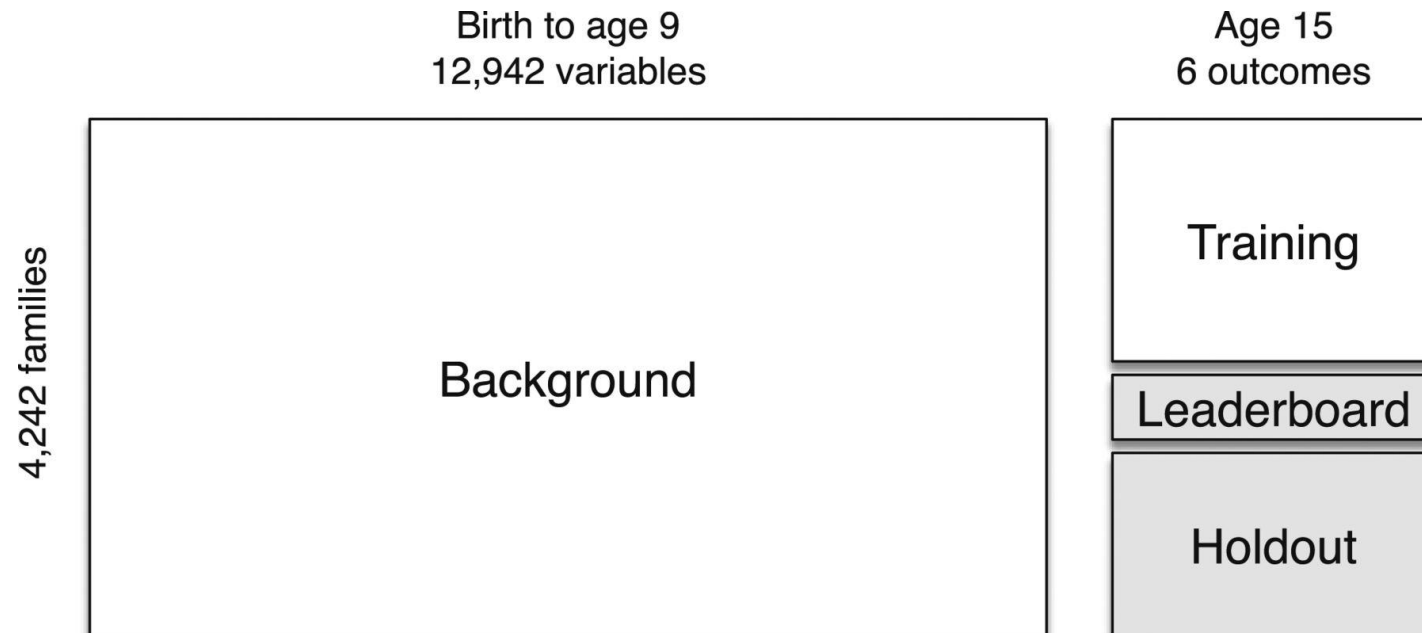 Birth to age 9
12,942 variables
Age 15
6 outcomes
4,242 families
Background
Training
Leaderboard
Holdout